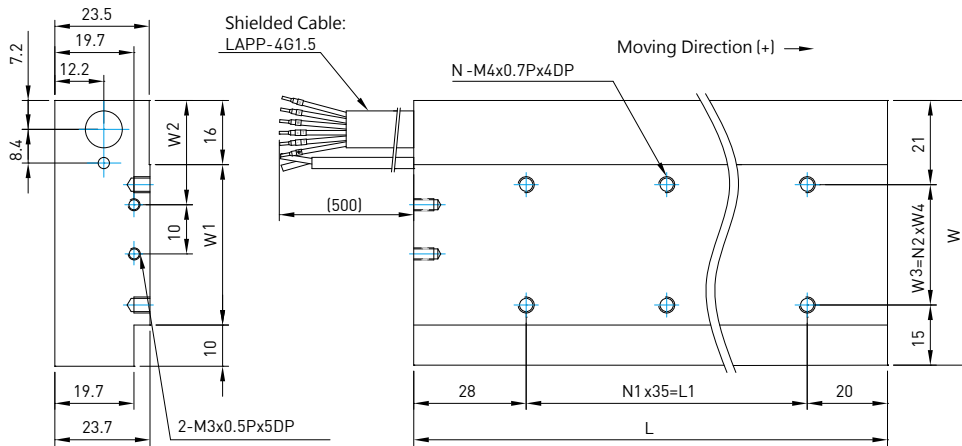 23.5
19.7
12.2
7.2
8.4
W2
16
10
W1
10
19.7
23.7
2-M3x0.5Px5DP
Shielded Cable:
LAPP-4G1.5
(500)
N -M4x0.7Px4DP
Moving Direction (+)
21
W3=N2xW4
W
15
28
N1x35=L1
20
L